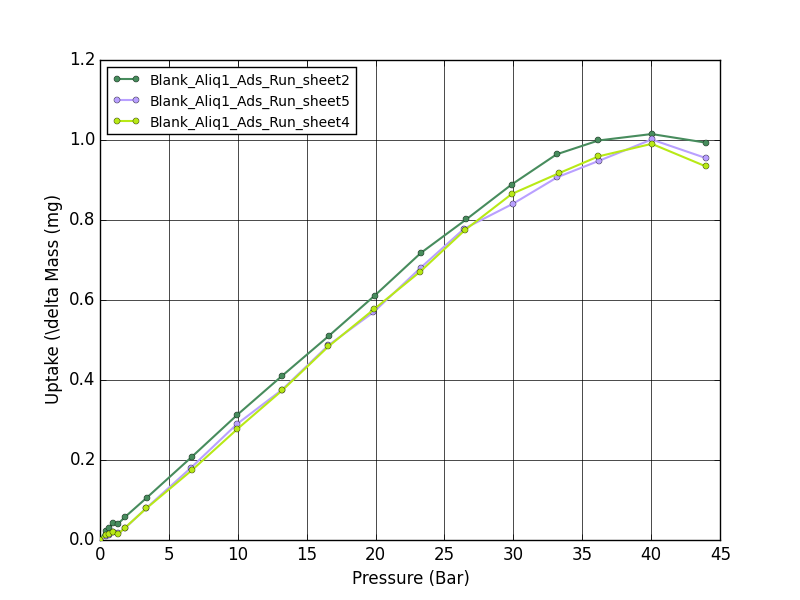 1.2
Blank_Aliq1_Ads_Run_sheet2
Blank_Aliq1_Ads_Run_sheet5
Blank_Aliq1_Ads_Run_sheet4
1.0
0.8
0.6
0.4
0.2
0.0
Uptake (\delta Mass (mg)
0 5 10 15 20 25 30 35 40 45
Pressure (Bar)